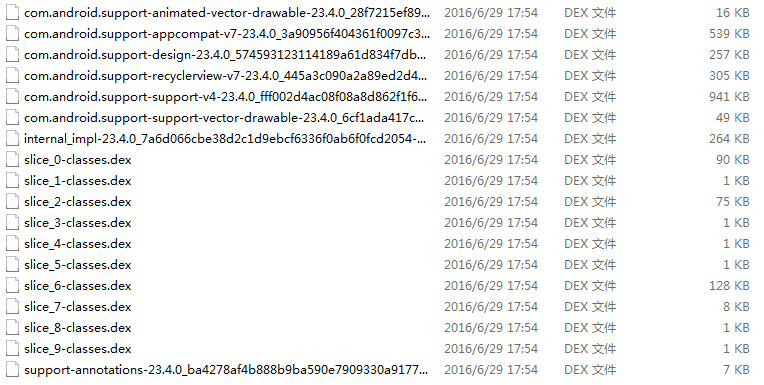 com.android.support-animated-vector-drawable-23.4.0_28f7215ef89... 2016/6/29 17:54 DEX 文件 16 KB
com.android.support-appcompat-v7-23.4.0_3a90956f404361f0097c3... 2016/6/29 17:54 DEX 文件 539 KB
com.android.support-design-23.4.0_574593123114189a61d834f7db... 2016/6/29 17:54 DEX 文件 257 KB
com.android.support-recyclerview-v7-23.4.0_445a3c090a2a89ed2d4... 2016/6/29 17:54 DEX 文件 305 KB
com.android.support-support-v4-23.4.0_fff002d4ac08f08a8d862f1f6... 2016/6/29 17:54 DEX 文件 941 KB
com.android.support-support-vector-drawable-23.4.0_6cf1ada417c... 2016/6/29 17:54 DEX 文件 49 KB
internal_impl-23.4.0_7a6d066cbe38d2c1d9ebcf6336f0ab6f0fcd2054-... 2016/6/29 17:54 DEX 文件 264 KB
slice_0-classes.dex 2016/6/29 17:54 DEX 文件 90 KB
slice_1-classes.dex 2016/6/29 17:54 DEX 文件 1 KB
slice_2-classes.dex 2016/6/29 17:54 DEX 文件 75 KB
slice_3-classes.dex 2016/6/29 17:54 DEX 文件 1 KB
slice_4-classes.dex 2016/6/29 17:54 DEX 文件 1 KB
slice_5-classes.dex 2016/6/29 17:54 DEX 文件 1 KB
slice_6-classes.dex 2016/6/29 17:54 DEX 文件 128 KB
slice_7-classes.dex 2016/6/29 17:54 DEX 文件 8 KB
slice_8-classes.dex 2016/6/29 17:54 DEX 文件 1 KB
slice_9-classes.dex 2016/6/29 17:54 DEX 文件 1 KB
support-annotations-23.4.0_ba4278af4b888b9ba590e7909330a9177... 2016/6/29 17:54 DEX 文件 7 KB